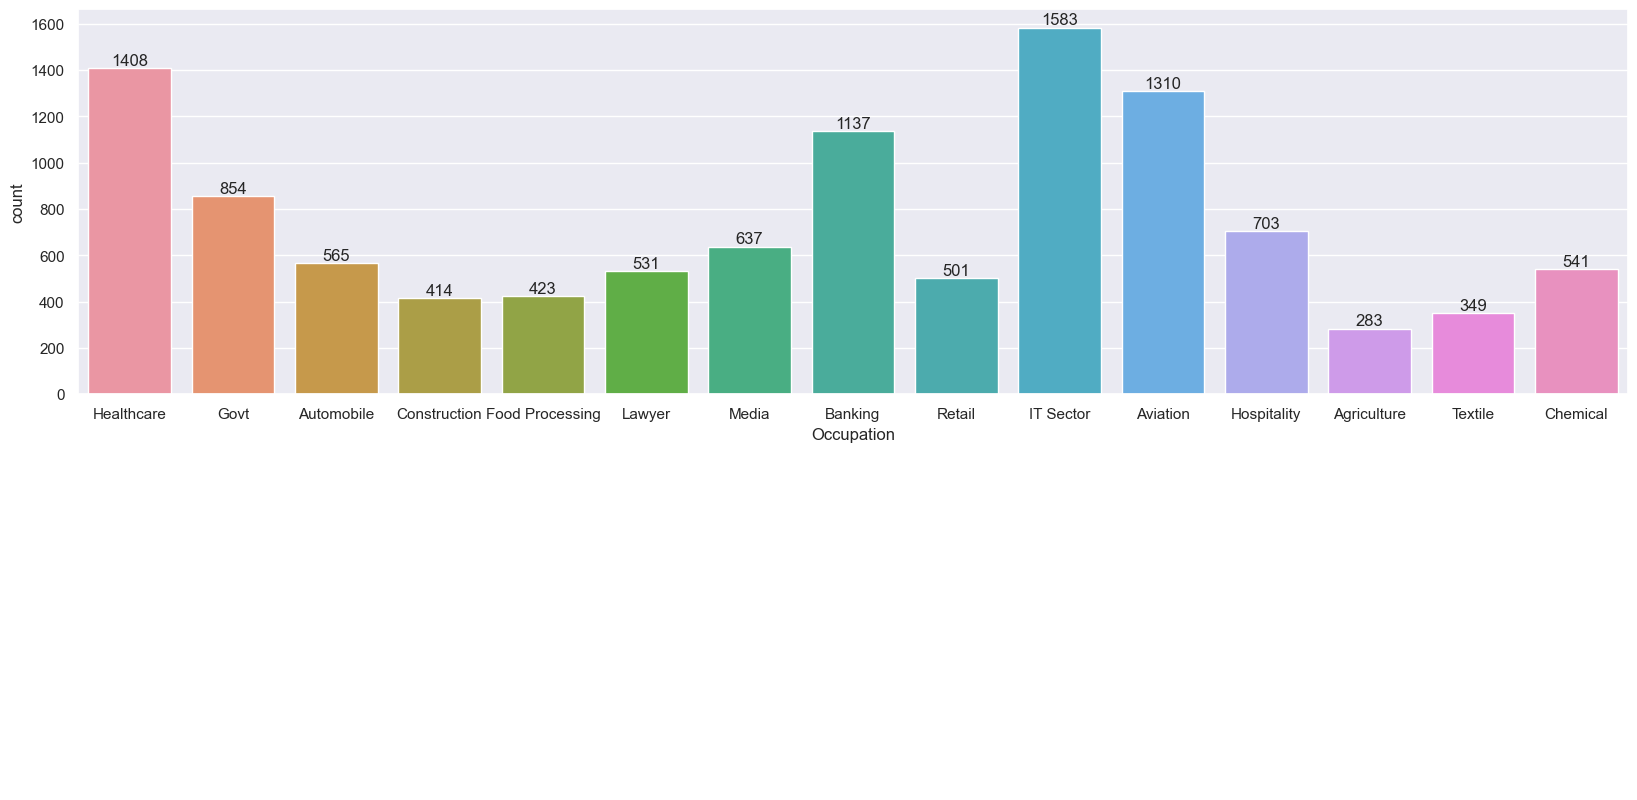 1600
1400
1200
1000
800
600
400
200
0
count
1408
854
565
414
423
531
637
1137
501
1583
1310
703
283
349
541
Healthcare
Govt
Automobile
Construction
Food Processing
Lawyer
Media
Banking
Retail
IT Sector
Aviation
Hospitality
Agriculture
Textile
Chemical
Occupation